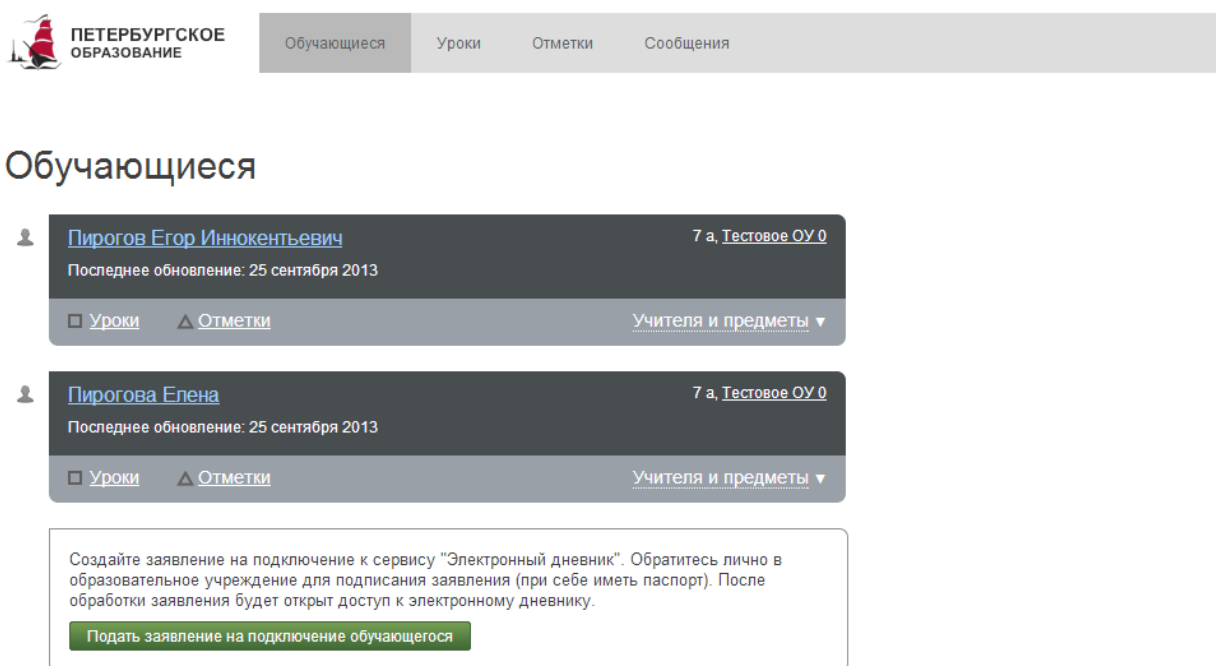 ПЕТЕРБУРГСКОЕ
ОБРАЗОВАНИЕ
Обучающиеся Уроки Отметки Сообщения
Обучающиеся
Пирогов Егор Иннокентьевич 7 а, Тестовое ОУ 0
Последнее обновление: 25 сентября 2013
Уроки Отметки Учителя и предметы ▼
Пирогова Елена 7 а, Тестовое ОУ 0
Последнее обновление: 25 сентября 2013
Уроки Отметки Учителя и предметы ▼
Создайте заявление на подключение к сервису "Электронный дневник". Обратитесь лично в
образовательное учреждение для подписания заявления (при себе иметь паспорт). После
обработки заявления будет открыт доступ к электронному дневнику.
Подать заявление на подключение обучающегося